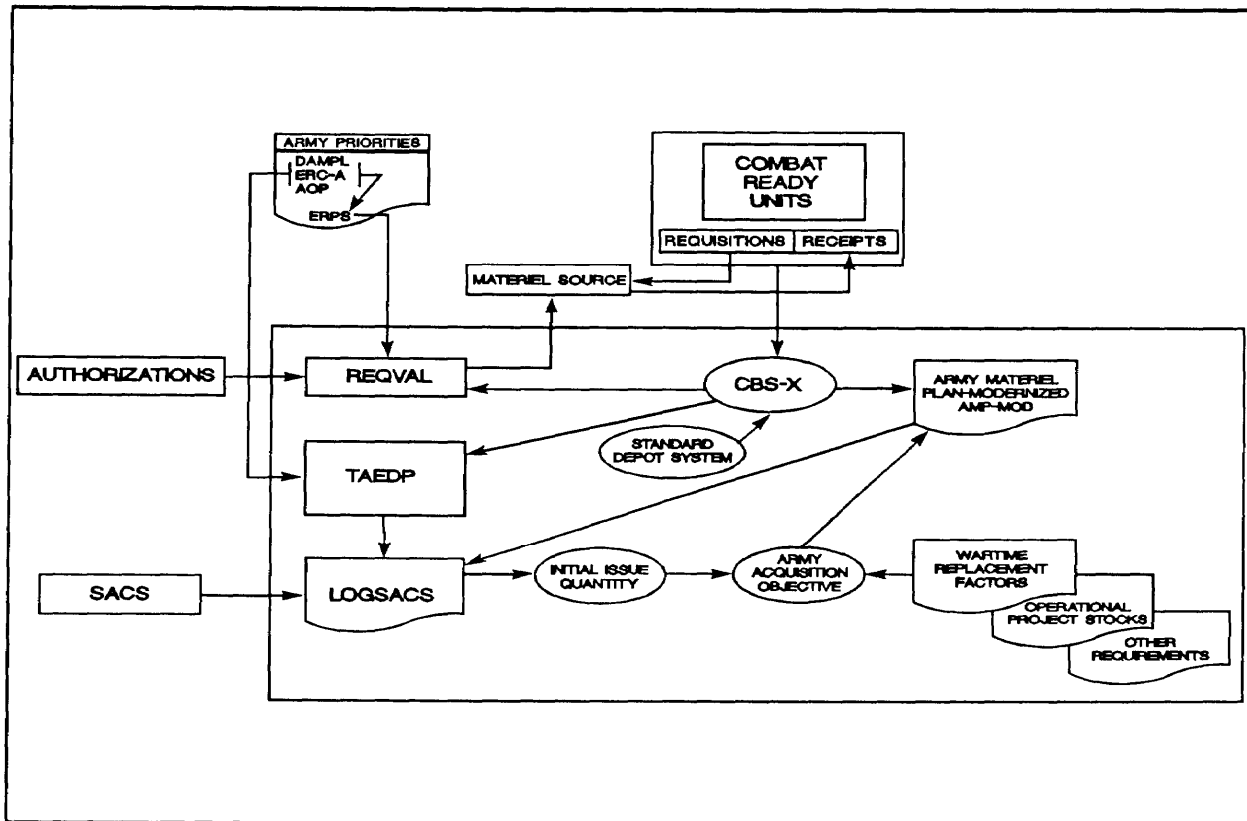 ARMY PRIORITIES
DAMPL
ERC-A
AOP
ERPS
COMBAT
READY
UNITS
REQUISITIONS
RECEIPTS
MATERIEL SOURCE
AUTHORIZATIONS
REQVAL
CBS-X
ARMY MATERIEL
PLAN-MODERNIZED
AMP-MOD
STANDARD
DEPOT SYSTEM
TAEDP
SACS
LOGSACS
INITIAL ISSUE
QUANTITY
ARMY
ACQUISITION
OBJECTIVE
WARTIME
REPLACEMENT
FACTORS
OPERATIONAL
PROJECT STOCKS
OTHER
REQUIREMENTS